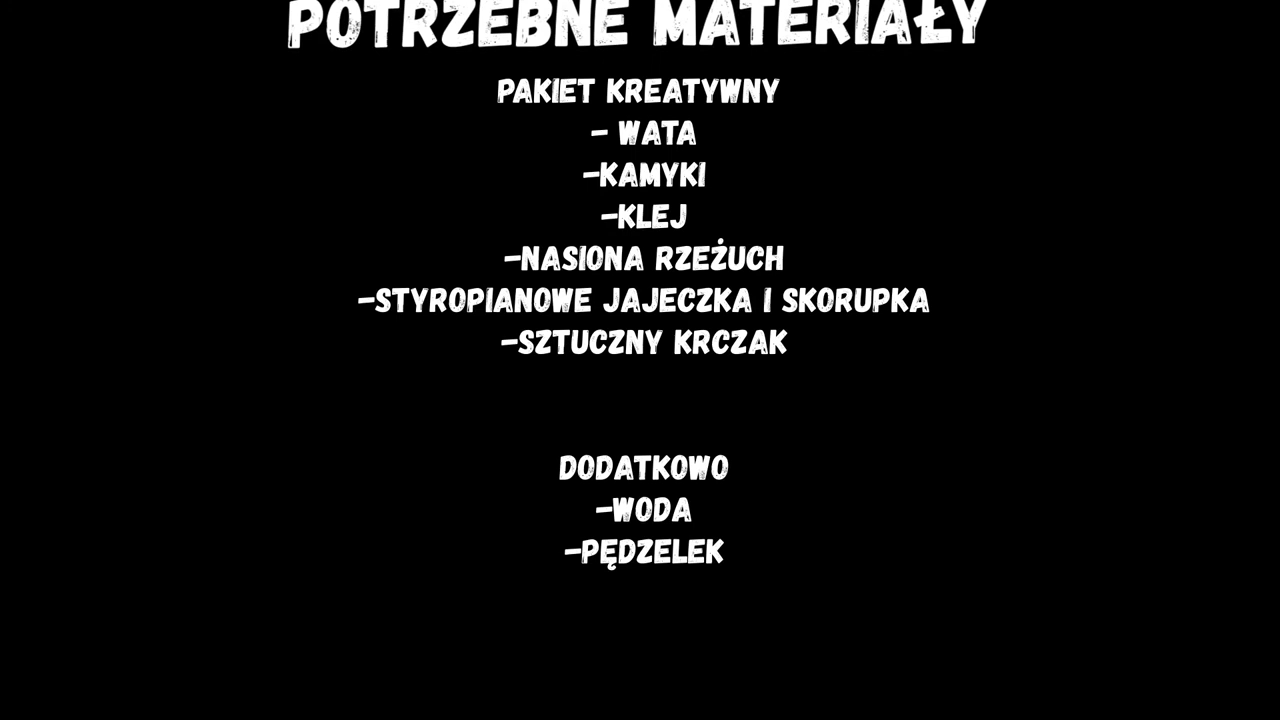 POTRZEBNE MATERIAŁY
PAKIET KREATYWNY
- WATA
-KAMYKI
-KLEJ
-NASIONA RZEŻUCH
-STYROPIANOWE JAJECZKA I SKORUPKA
-SZTUCZNY KRCZAK
DODATKOWO
-WODA
-PĘDZELEK